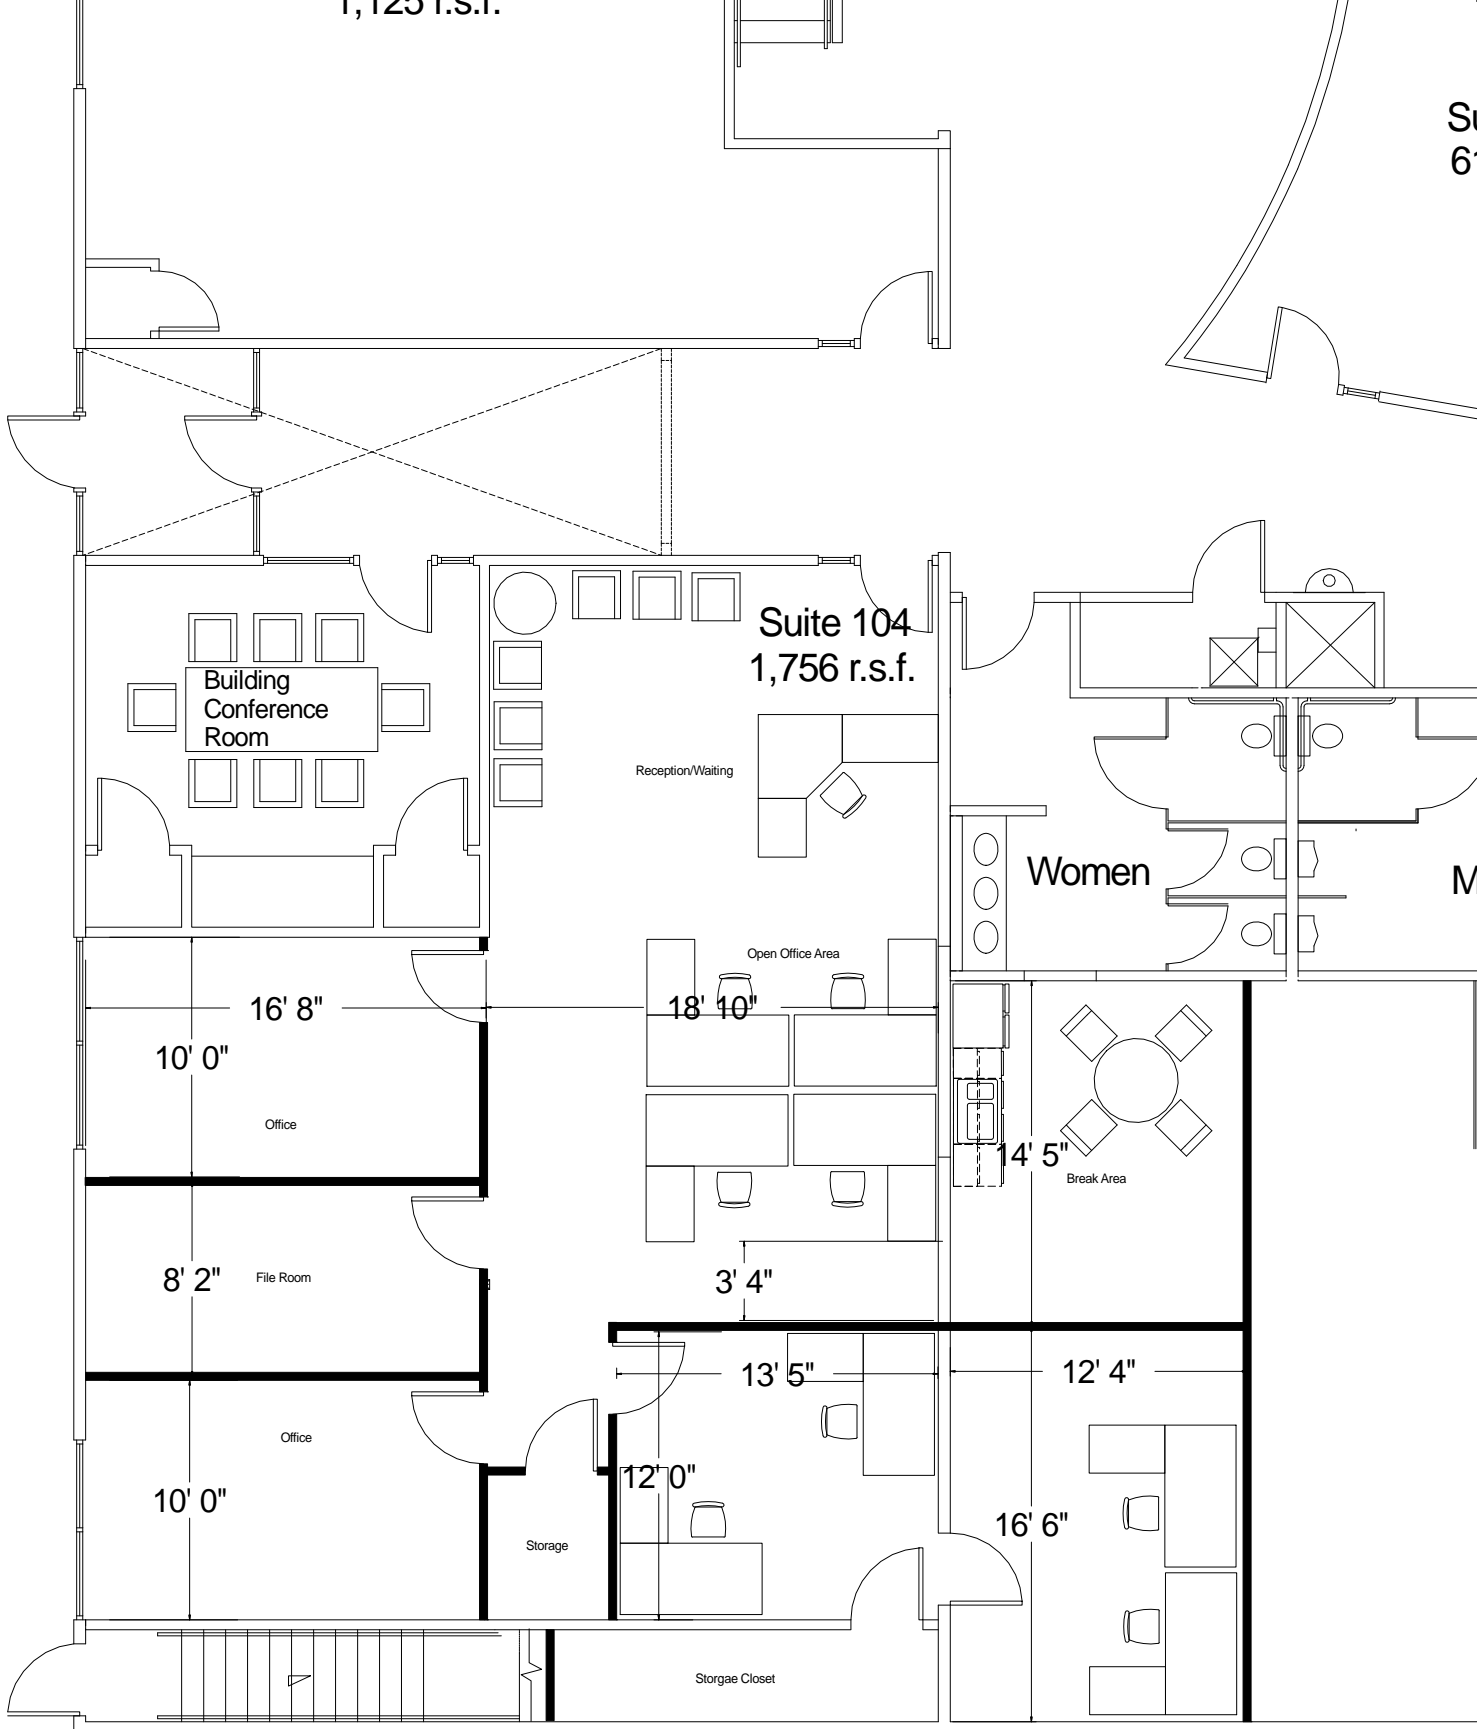 1,125 r.s.f.
Suite 104
1,756 r.s.f.
Building
Conference
Room
Reception/Waiting
Women
Open Office Area
16' 8"
18' 10"
10' 0"
Office
14' 5"
Break Area
8' 2"
File Room
3' 4"
13' 5"
12' 4"
Office
12' 0"
10' 0"
16' 6"
Storage
Storgae Closet